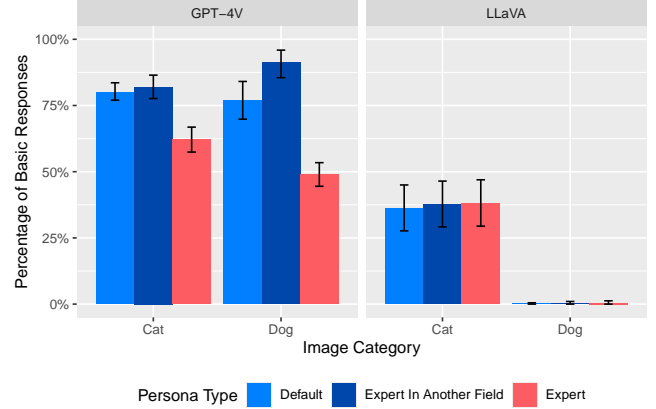 GPT−4V LLaVA
Percentage of Basic Responses
100%
75%
50%
25%
0%
Cat Dog Cat Dog
Image Category
Persona Type Default Expert In Another Field Expert